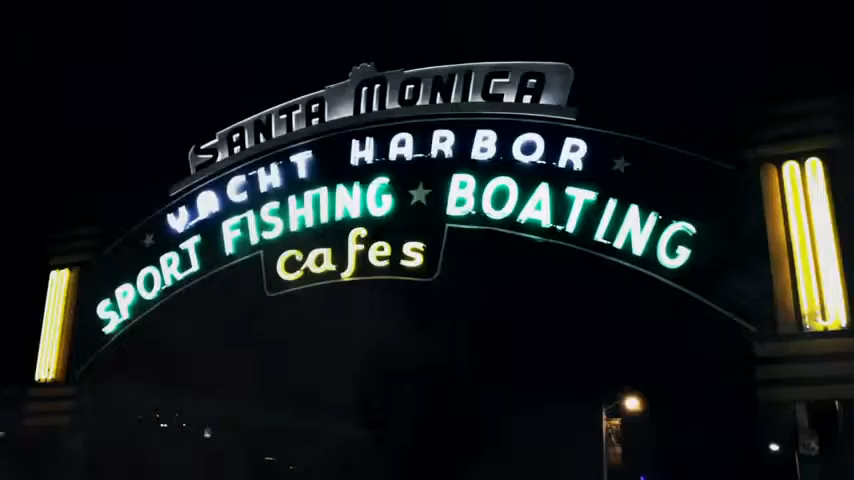 SANTA MONICA
YACHT HARBOR
SPORT FISHING ★ BOATING
cafes